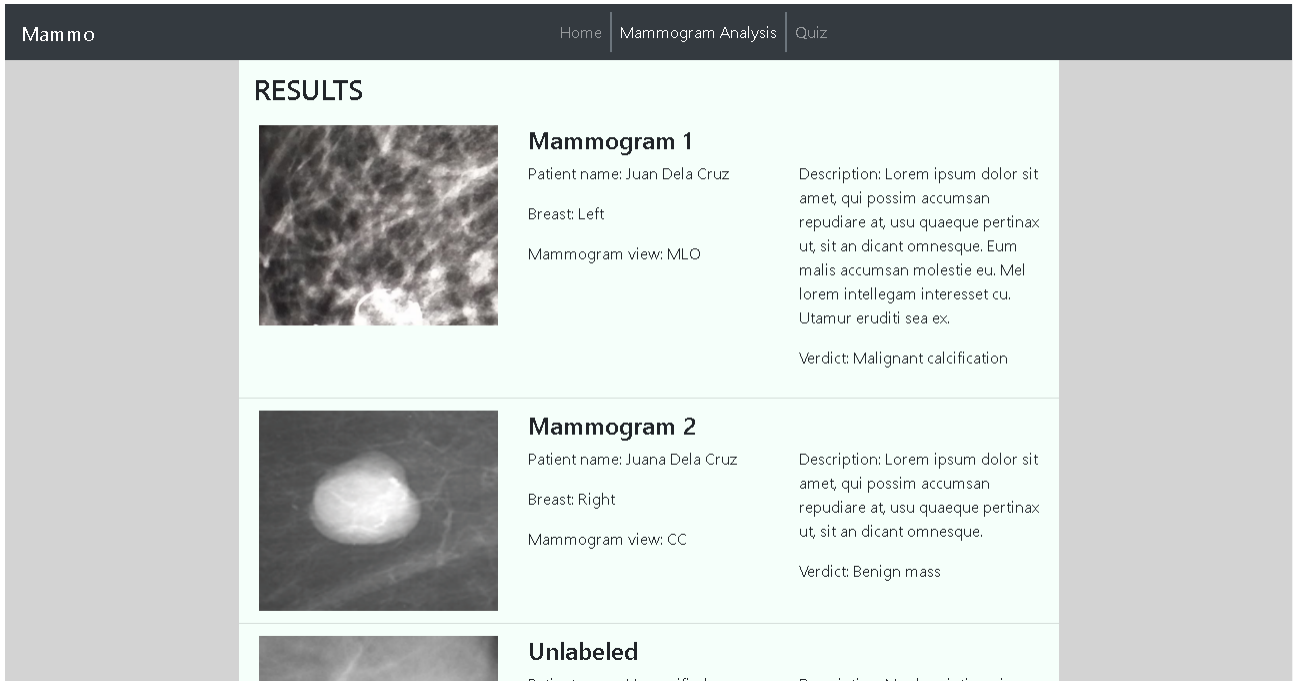 Mammo
Home
Mammogram Analysis
Quiz
RESULTS
Mammogram 1
Patient name: Juan Dela Cruz
Breast: Left
Mammogram view: MLO
Description: Lorem ipsum dolor sit
amet, qui possim accumsan
repudiare at, usu quaeque pertinax
ut, sit an dicant omnesque. Eum
malis accumsan molestie eu. Mel
lorem intellegam interesset cu.
Utamur eruditi sea ex.
Verdict: Malignant calcification
Mammogram 2
Patient name: Juana Dela Cruz
Breast: Right
Mammogram view: CC
Description: Lorem ipsum dolor sit
amet, qui possim accumsan
repudiare at, usu quaeque pertinax
ut, sit an dicant omnesque.
Verdict: Benign mass
Unlabeled